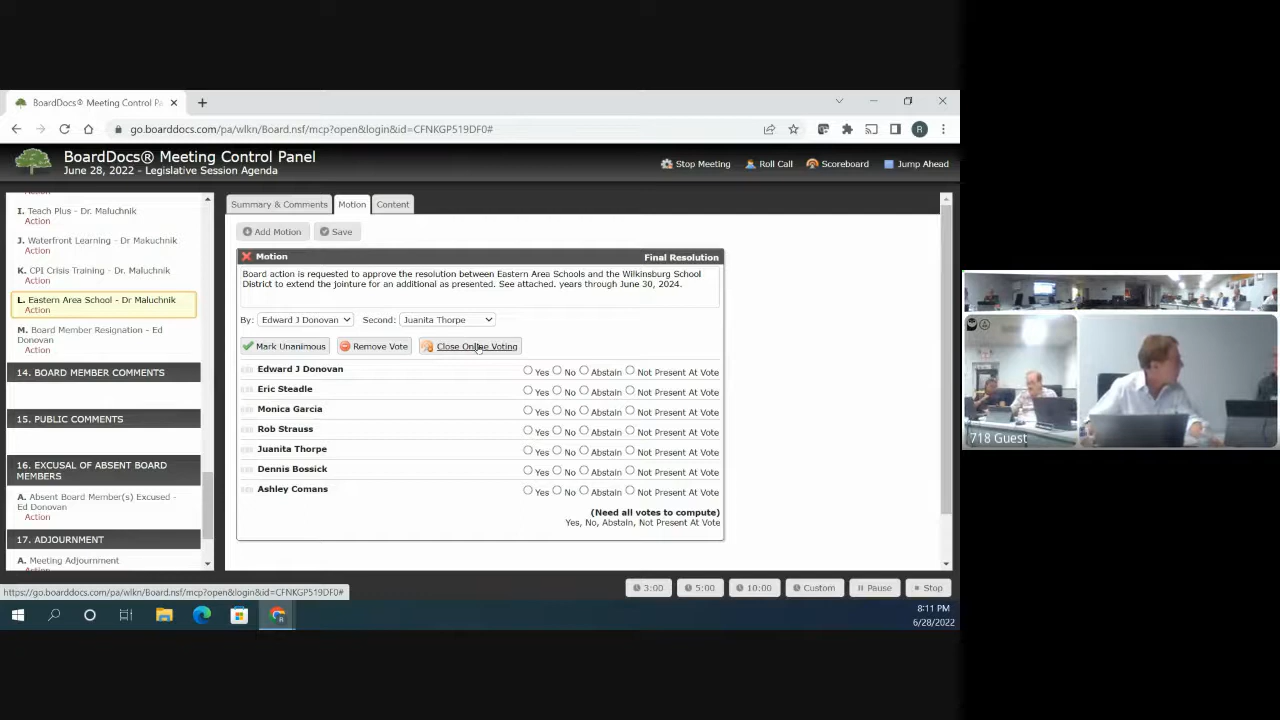 BoardDocs® Meeting Control Pa
go.boarddocs.com/pa/wlkn/Board.nsf/mcp?open&login&id=CFNKGP519DF0#
R
BoardDocs® Meeting Control Panel
June 28, 2022 - Legislative Session Agenda
Stop Meeting
Roll Call
Scoreboard
Jump Ahead
I. Teach Plus - Dr. Maluchnik
Action
J. Waterfront Learning - Dr Makuchnik
Action
K. CPI Crisis Training - Dr. Maluchnik
Action
L. Eastern Area School - Dr Maluchnik
Action
M. Board Member Resignation - Ed
Donovan
Action
14. BOARD MEMBER COMMENTS
15. PUBLIC COMMENTS
16. EXCUSAL OF ABSENT BOARD
MEMBERS
A. Absent Board Member(s) Excused -
Ed Donovan
Action
17. ADJOURNMENT
A. Meeting Adjournment
Summary & Comments
Motion
Content
Add Motion
Save
Motion
Final Resolution
Board action is requested to approve the resolution between Eastern Area Schools and the Wilkinsburg School
District to extend the jointure for an additional as presented. See attached. years through June 30, 2024.
By: Edward J Donovan Second: Juanita Thorpe
Mark Unanimous
Remove Vote
Close Online Voting
Edward J Donovan Yes No Abstain Not Present At Vote
Eric Steadle Yes No Abstain Not Present At Vote
Monica Garcia Yes No Abstain Not Present At Vote
Rob Strauss Yes No Abstain Not Present At Vote
Juanita Thorpe Yes No Abstain Not Present At Vote
Dennis Bossick Yes No Abstain Not Present At Vote
Ashley Comans Yes No Abstain Not Present At Vote
(Need all votes to compute)
Yes, No, Abstain, Not Present At Vote
https://go.boarddocs.com/pa/wlkn/Board.nsf/mcp?open&login&id=CFNKGP519DF0#
3:00
5:00
10:00
Custom
Pause
Stop
8:11 PM
6/28/2022
718 Guest